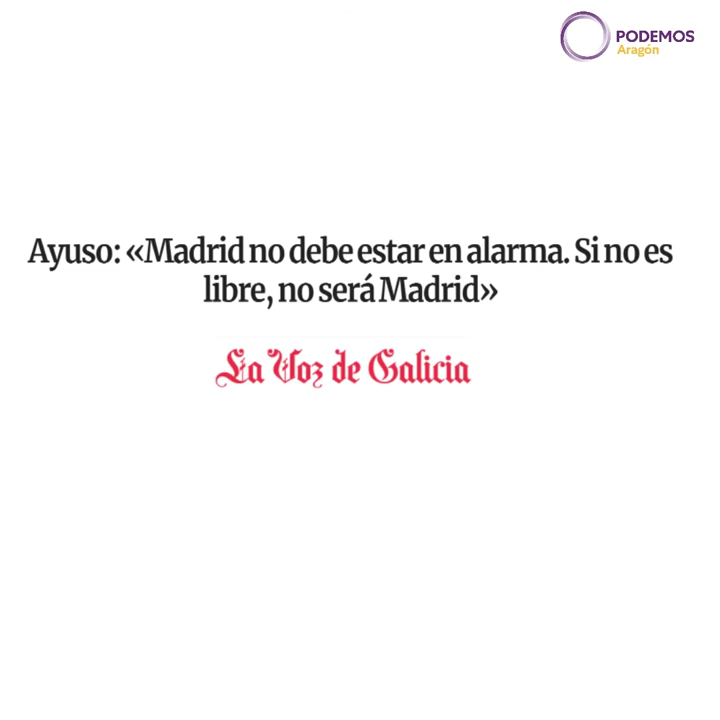 PODEMOS
Aragón
Ayuso: «Madrid no debe estar en alarma. Si no es
libre, no será Madrid»
La Voz de Galicia